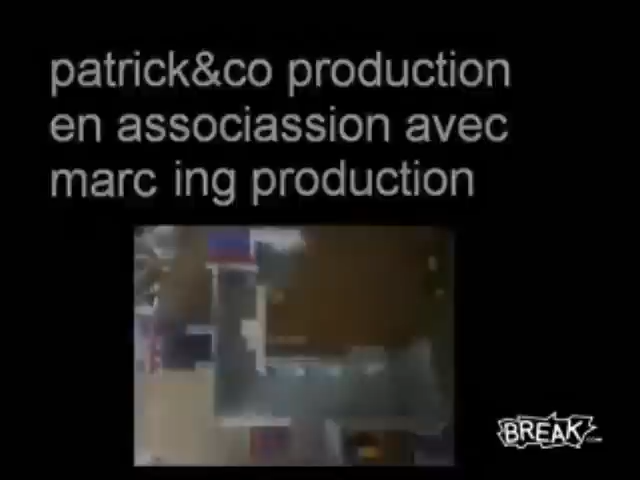 patrick&co production
en associassion avec
marc ing production
BREAK